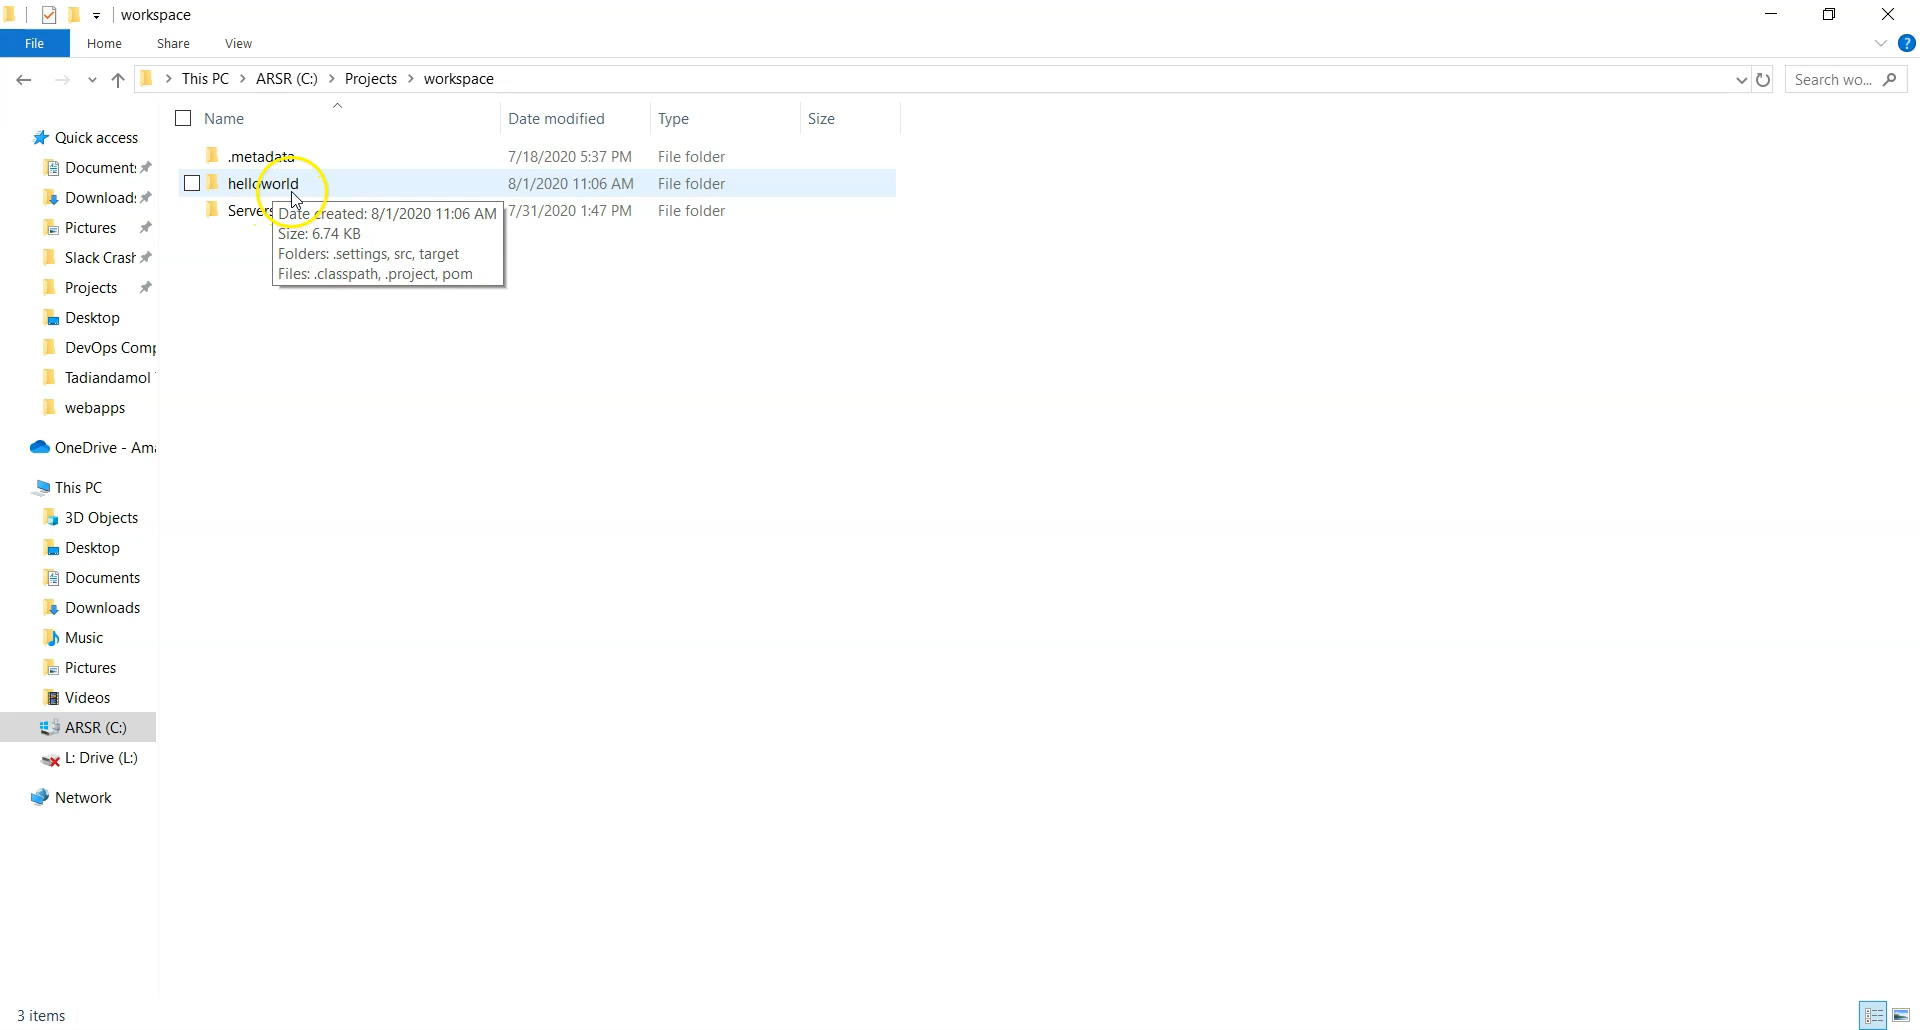 workspace
File Home Share View
This PC > ARSR (C:) > Projects > workspace
Search wo...
Name Date modified Type Size
.metadata 7/18/2020 5:37 PM File folder
helloworld 8/1/2020 11:06 AM File folder
Servers 7/31/2020 1:47 PM File folder
Date created: 8/1/2020 11:06 AM
Size: 6.74 KB
Folders: .settings, src, target
Files: .classpath, .project, pom
Quick access
Documents
Downloads
Pictures
Slack Crash
Projects
Desktop
DevOps Comp
Tadiandamol
webapps
OneDrive - Ama
This PC
3D Objects
Desktop
Documents
Downloads
Music
Pictures
Videos
ARSR (C:)
L: Drive (L:)
Network
3 items